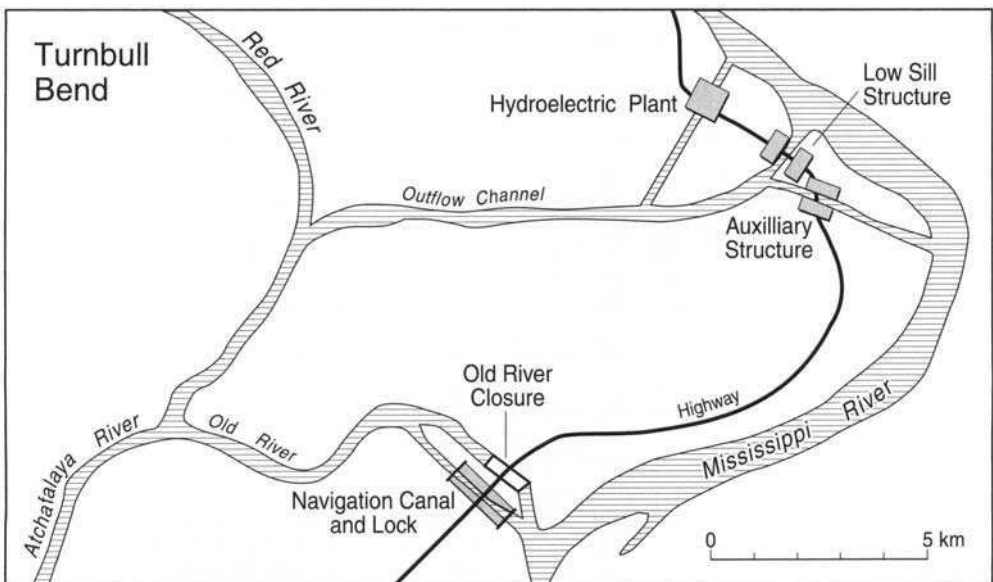 Turnbull
Bend
Red River
Hydroelectric Plant
Low Sill
Structure
Outflow Channel
Auxilliary
Structure
Old River
Closure
Highway
Mississippi River
Atchafalaya River
Old River
Navigation Canal
and Lock
0 5 km